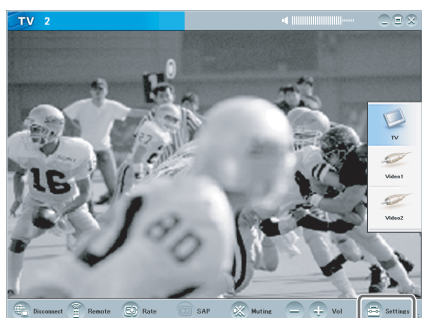 TV 2
TV
Video1
Video2
16
27
80
Disconnect Remote Rate SAP Muting Vol Settings